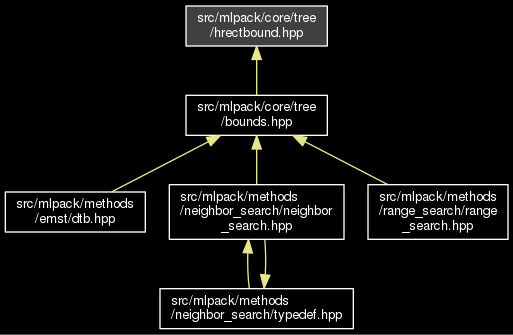 src/mlpack/core/tree
/hrectbound.hpp
src/mlpack/core/tree
/bounds.hpp
src/mlpack/methods
/emst/dtb.hpp
src/mlpack/methods
/neighbor_search/neighbor
_search.hpp
src/mlpack/methods
/range_search/range
_search.hpp
src/mlpack/methods
/neighbor_search/typedef.hpp